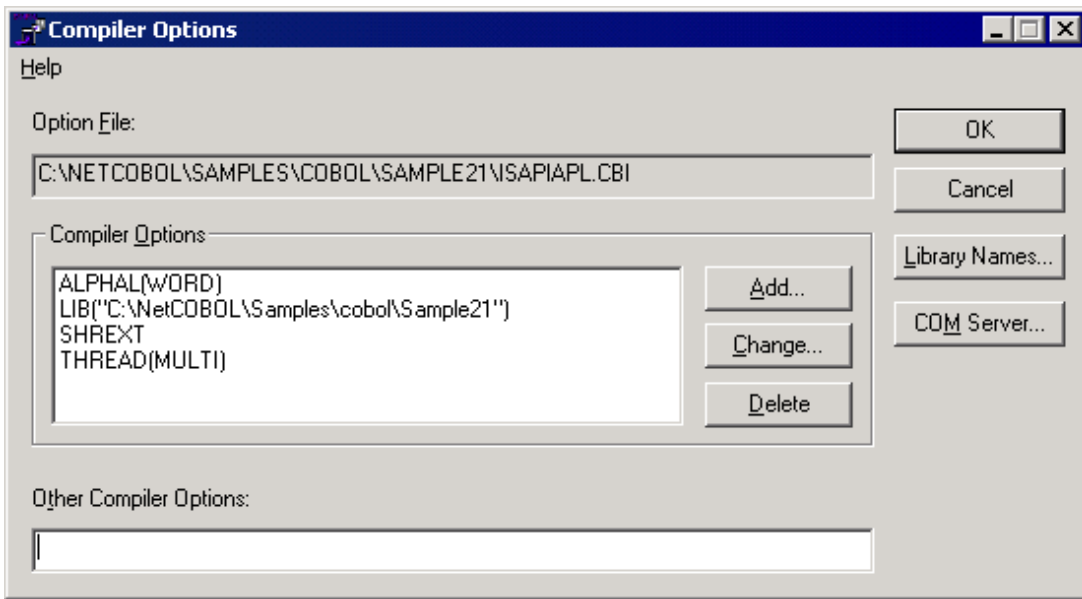 Compiler Options
Help
Option File:
C:\NETCOBOL\SAMPLES\COBOL\SAMPLE21\ISAPIAPL.CBI
Compiler Options
ALPHAL(WORD)
LIB("C:\NetCOBOL\Samples\cobol\Sample21")
SHREXT
THREAD(MULTI)
Add...
Change...
Delete
Other Compiler Options:
OK
Cancel
Library Names...
COM Server...